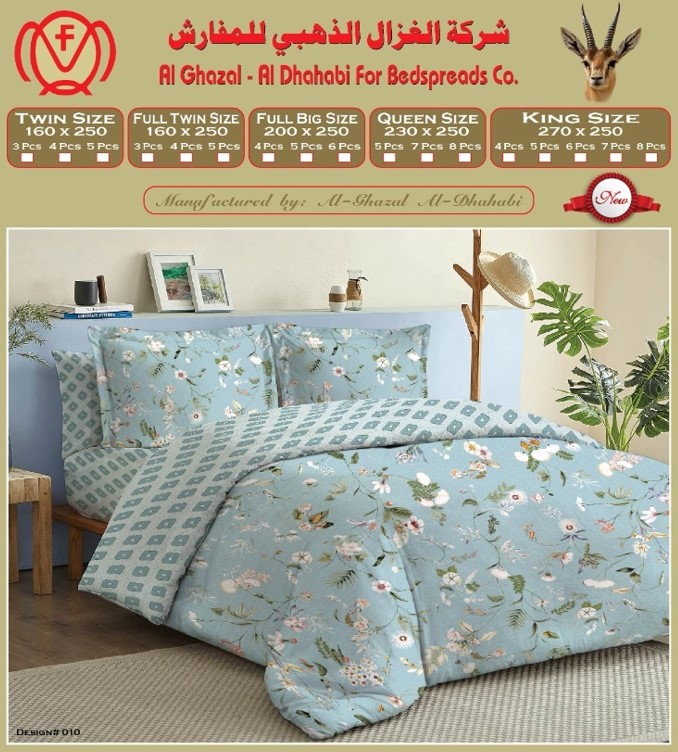 شركة الغزال الذهبي للمفارش
Al Ghazal - Al Dhahabi For Bedspreads Co.
Twin Size
160 x 250
3 Pcs 4 Pcs 5 Pcs
Full Twin Size
160 x 250
3 Pcs 4 Pcs 5 Pcs
Full Big Size
200 x 250
4 Pcs 5 Pcs 6 Pcs
Queen Size
230 x 250
5 Pcs 7 Pcs 8 Pcs
King Size
270 x 250
4 Pcs 5 Pcs 6 Pcs 7 Pcs 8 Pcs
Manufactured by: Al-Ghazal Al-Dhahabi
New
Design# 010